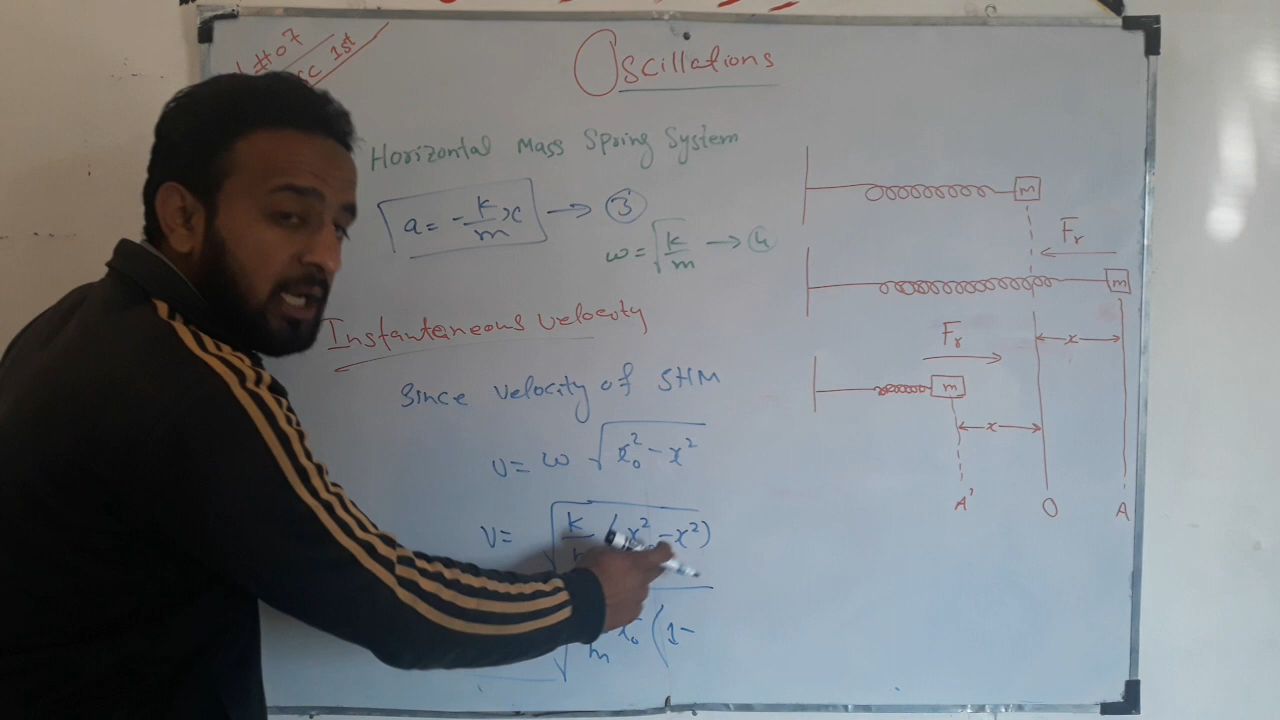 #07
1st
Oscillations
Horizontal Mass Spring System
a = -k/m x → ③
ω = √k/m → ④
Instantaneous velocity
Since velocity of SHM
v = ω √x₀² - x²
V = √k/ (x² - x²)
m x₀ (1 -
m
Fr
m
Fr
x
m
x
A' O A